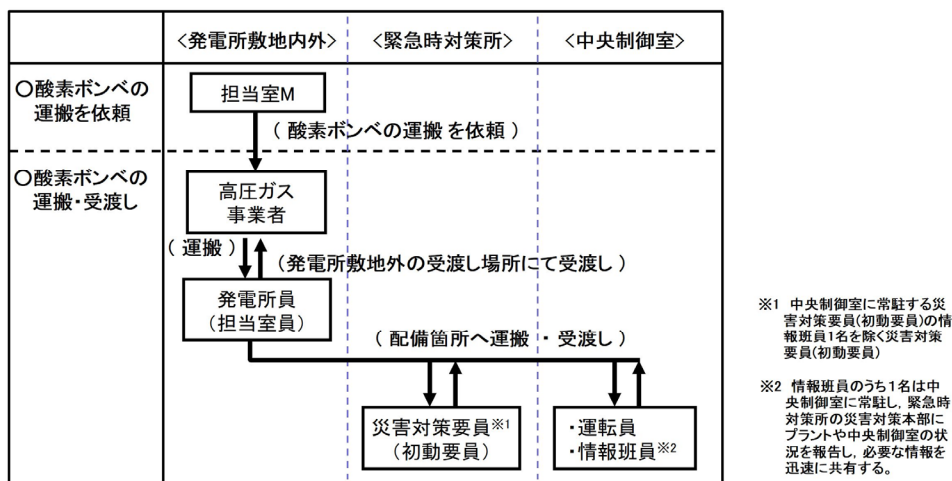 <発電所敷地内外>
<緊急時対策所>
<中央制御室>
〇酸素ボンベの
運搬を依頼
担当室M
( 酸素ボンベの運搬 を依頼 )
〇酸素ボンベの
運搬・受渡し
高圧ガス
事業者
( 運搬 )
(発電所敷地外の受渡し場所にて受渡し )
発電所員
(担当室員)
( 配備箇所へ運搬 ・ 受渡し )
災害対策要員※1
(初動要員)
・運転員
・情報班員※2
※1 中央制御室に常駐する災
害対策要員(初動要員)の情
報班員1名を除く災害対策
要員(初動要員)
※2 情報班員のうち1名は中
央制御室に常駐し，緊急時
対策所の災害対策本部に
プラントや中央制御室の状
況を報告し，必要な情報を
迅速に共有する。